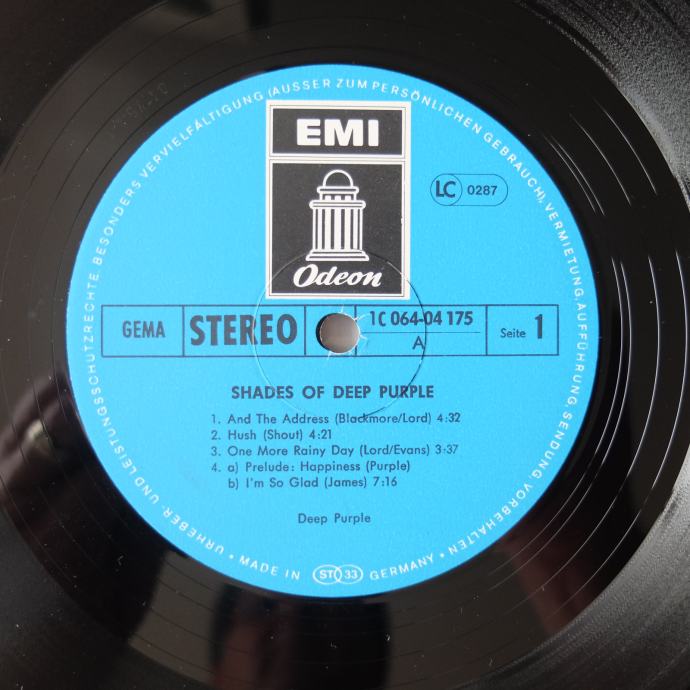 URHEBER- UND LEISTUNGSSCHUTZRECHTE, BESONDERS VERVIELFÄLTIGUNG (AUSSER ZUM PERSÖNLICHEN GEBRAUCH), VERMIETUNG, AUFFÜHRUNG, SENDUNG, VORBEHALTEN
EMI
LC 0287
Odeon
GEMA STEREO 1C 064-04 175 Seite 1
A
SHADES OF DEEP PURPLE
1. And The Address (Blackmore/Lord) 4:32
2. Hush (Shout) 4:21
3. One More Rainy Day (Lord/Evans) 3:37
4. a) Prelude: Happiness (Purple)
b) I'm So Glad (James) 7:16
Deep Purple
• MADE IN ST 33 GERMANY •